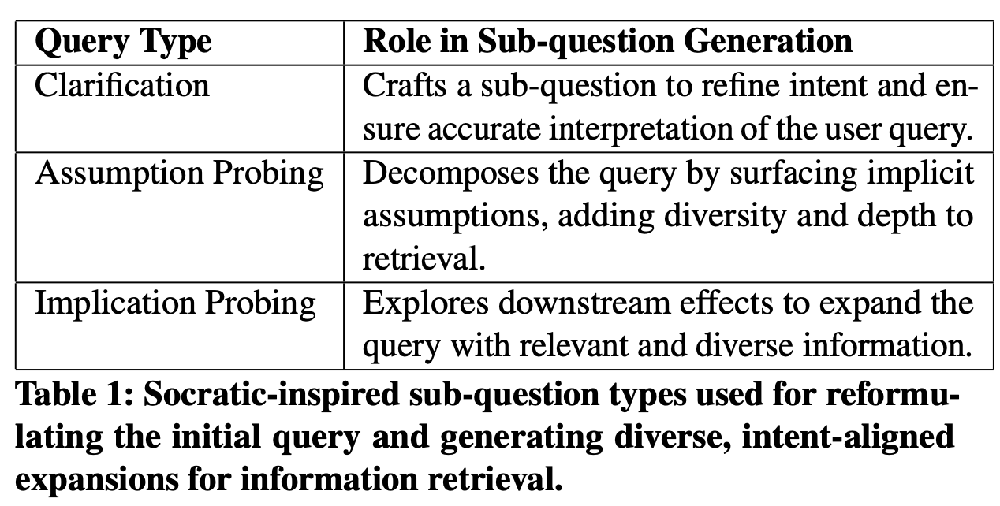 Query Type Role in Sub-question Generation
Clarification Crafts a sub-question to refine intent and en-
sure accurate interpretation of the user query.
Assumption Probing Decomposes the query by surfacing implicit
assumptions, adding diversity and depth to
retrieval.
Implication Probing Explores downstream effects to expand the
query with relevant and diverse information.
Table 1: Socratic-inspired sub-question types used for reformu-
lating the initial query and generating diverse, intent-aligned
expansions for information retrieval.